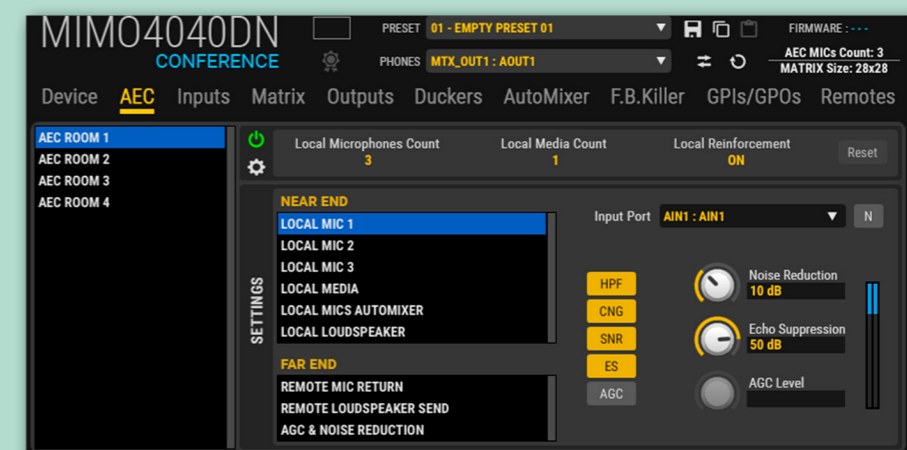 MIMO4040DN
CONFERENCE
PRESET 01 - EMPTY PRESET 01
PHONES MTX_OUT1 : AOUT1
FIRMWARE : - - -
AEC MICs Count: 3
MATRIX Size: 28x28
Device AEC Inputs Matrix Outputs Duckers AutoMixer F.B.Killer GPIs/GPOs Remotes
AEC ROOM 1
AEC ROOM 2
AEC ROOM 3
AEC ROOM 4
Local Microphones Count
3
Local Media Count
1
Local Reinforcement
ON
Reset
SETTINGS
NEAR END
LOCAL MIC 1
LOCAL MIC 2
LOCAL MIC 3
LOCAL MEDIA
LOCAL MICS AUTOMIXER
LOCAL LOUDSPEAKER
FAR END
REMOTE MIC RETURN
REMOTE LOUDSPEAKER SEND
AGC & NOISE REDUCTION
Input Port AIN1 : AIN1 N
HPF
CNG
SNR
ES
AGC
Noise Reduction
10 dB
Echo Suppression
50 dB
AGC Level